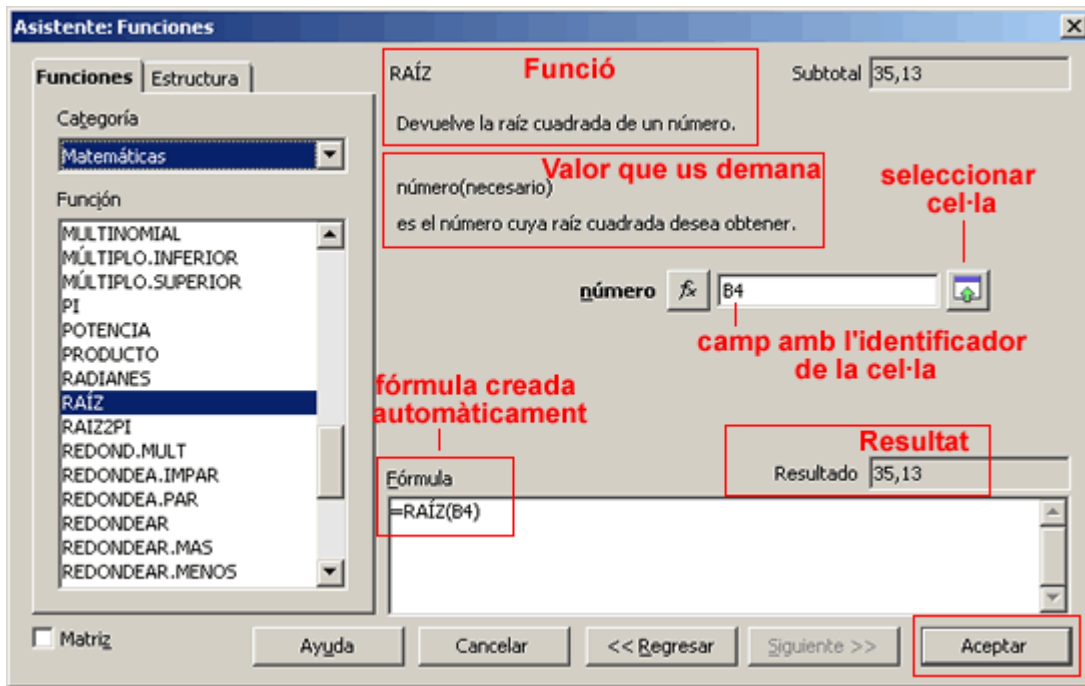 Asistente: Funciones
Funciones
Estructura
Categoría
Matemáticas
Función
MULTINOMIAL
MÚLTIPLO.INFERIOR
MÚLTIPLO.SUPERIOR
PI
POTENCIA
PRODUCTO
RADIANES
RAÍZ
RAIZ2PI
REDOND.MULT
REDONDEA.IMPAR
REDONDEA.PAR
REDONDEAR
REDONDEAR.MAS
REDONDEAR.MENOS
Matriz
RAÍZ
Funció
Subtotal 35,13
Devuelve la raíz cuadrada de un número.
Valor que us demana
número(necesario)
es el número cuya raíz cuadrada desea obtener.
seleccionar
cel·la
número fx B4
camp amb l'identificador
de la cel·la
fórmula creada
automàticament
Resultat
Fórmula
Resultado 35,13
=RAÍZ(B4)
Ayuda
Cancelar
<< Regresar
Siguiente >>
Aceptar